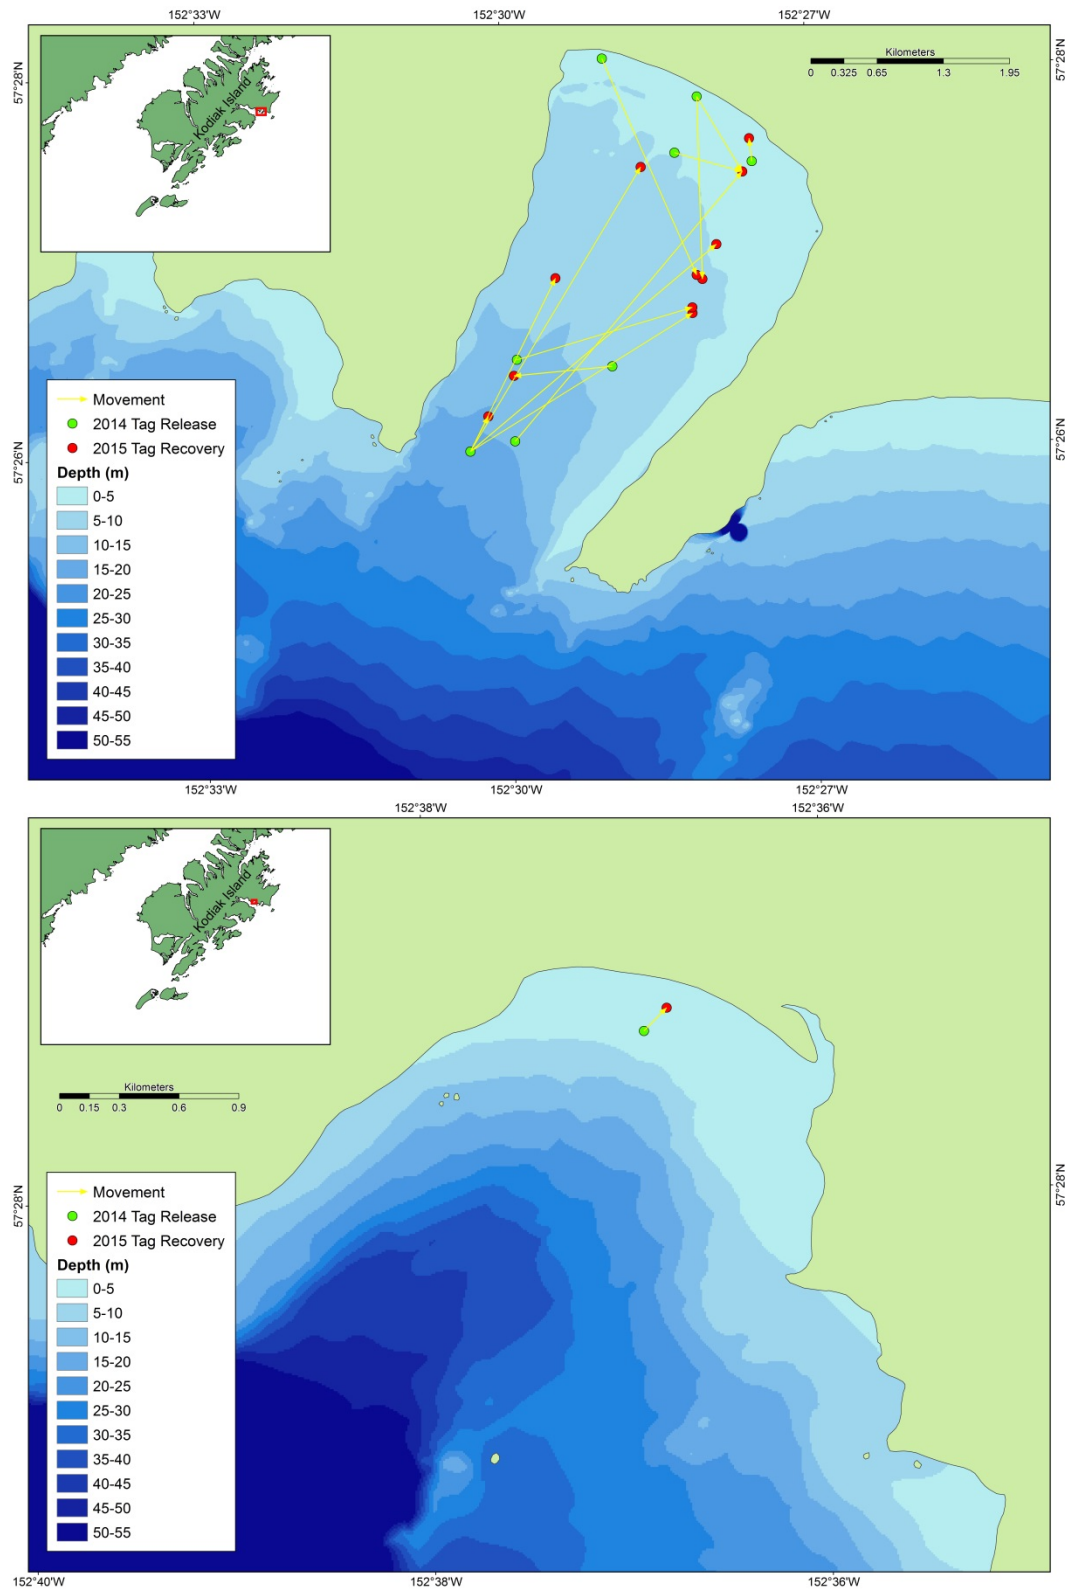 152°33'W 152°30'W 152°27'W
57°28'N
57°28'N
Kodiak Island
Kilometers
0 0.325 0.65 1.3 1.95
57°26'N
57°26'N
Movement
2014 Tag Release
2015 Tag Recovery
Depth (m)
0-5
5-10
10-15
15-20
20-25
25-30
30-35
35-40
40-45
45-50
50-55
152°33'W 152°30'W 152°27'W
152°38'W 152°36'W
Kodiak Island
Kilometers
0 0.15 0.3 0.6 0.9
57°28'N
57°28'N
Movement
2014 Tag Release
2015 Tag Recovery
Depth (m)
0-5
5-10
10-15
15-20
20-25
25-30
30-35
35-40
40-45
45-50
50-55
152°40'W 152°38'W 152°36'W